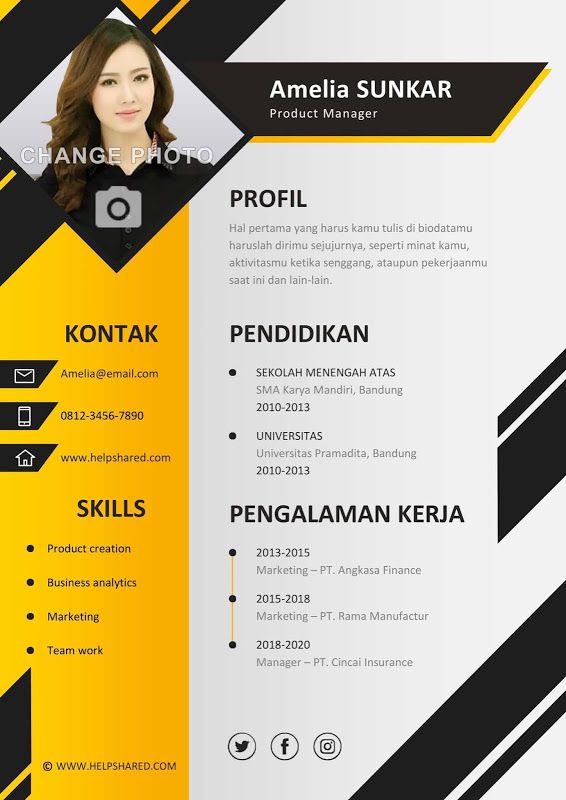 CHANGE PHOTO
Amelia SUNKAR
Product Manager
PROFIL
Hal pertama yang harus kamu tulis di biodatamu
haruslah dirimu sejujurnya, seperti minat kamu,
aktivitasmu ketika senggang, ataupun pekerjaanmu
saat ini dan lain-lain.
KONTAK
Amelia@email.com
0812-3456-7890
www.helpshared.com
SKILLS
Product creation
Business analytics
Marketing
Team work
PENDIDIKAN
SEKOLAH MENENGAH ATAS
SMA Karya Mandiri, Bandung
2010-2013
UNIVERSITAS
Universitas Pramadita, Bandung
2010-2013
PENGALAMAN KERJA
2013-2015
Marketing – PT. Angkasa Finance
2015-2018
Marketing – PT. Rama Manufactur
2018-2020
Manager – PT. Cincai Insurance
© WWW.HELPSHARED.COM